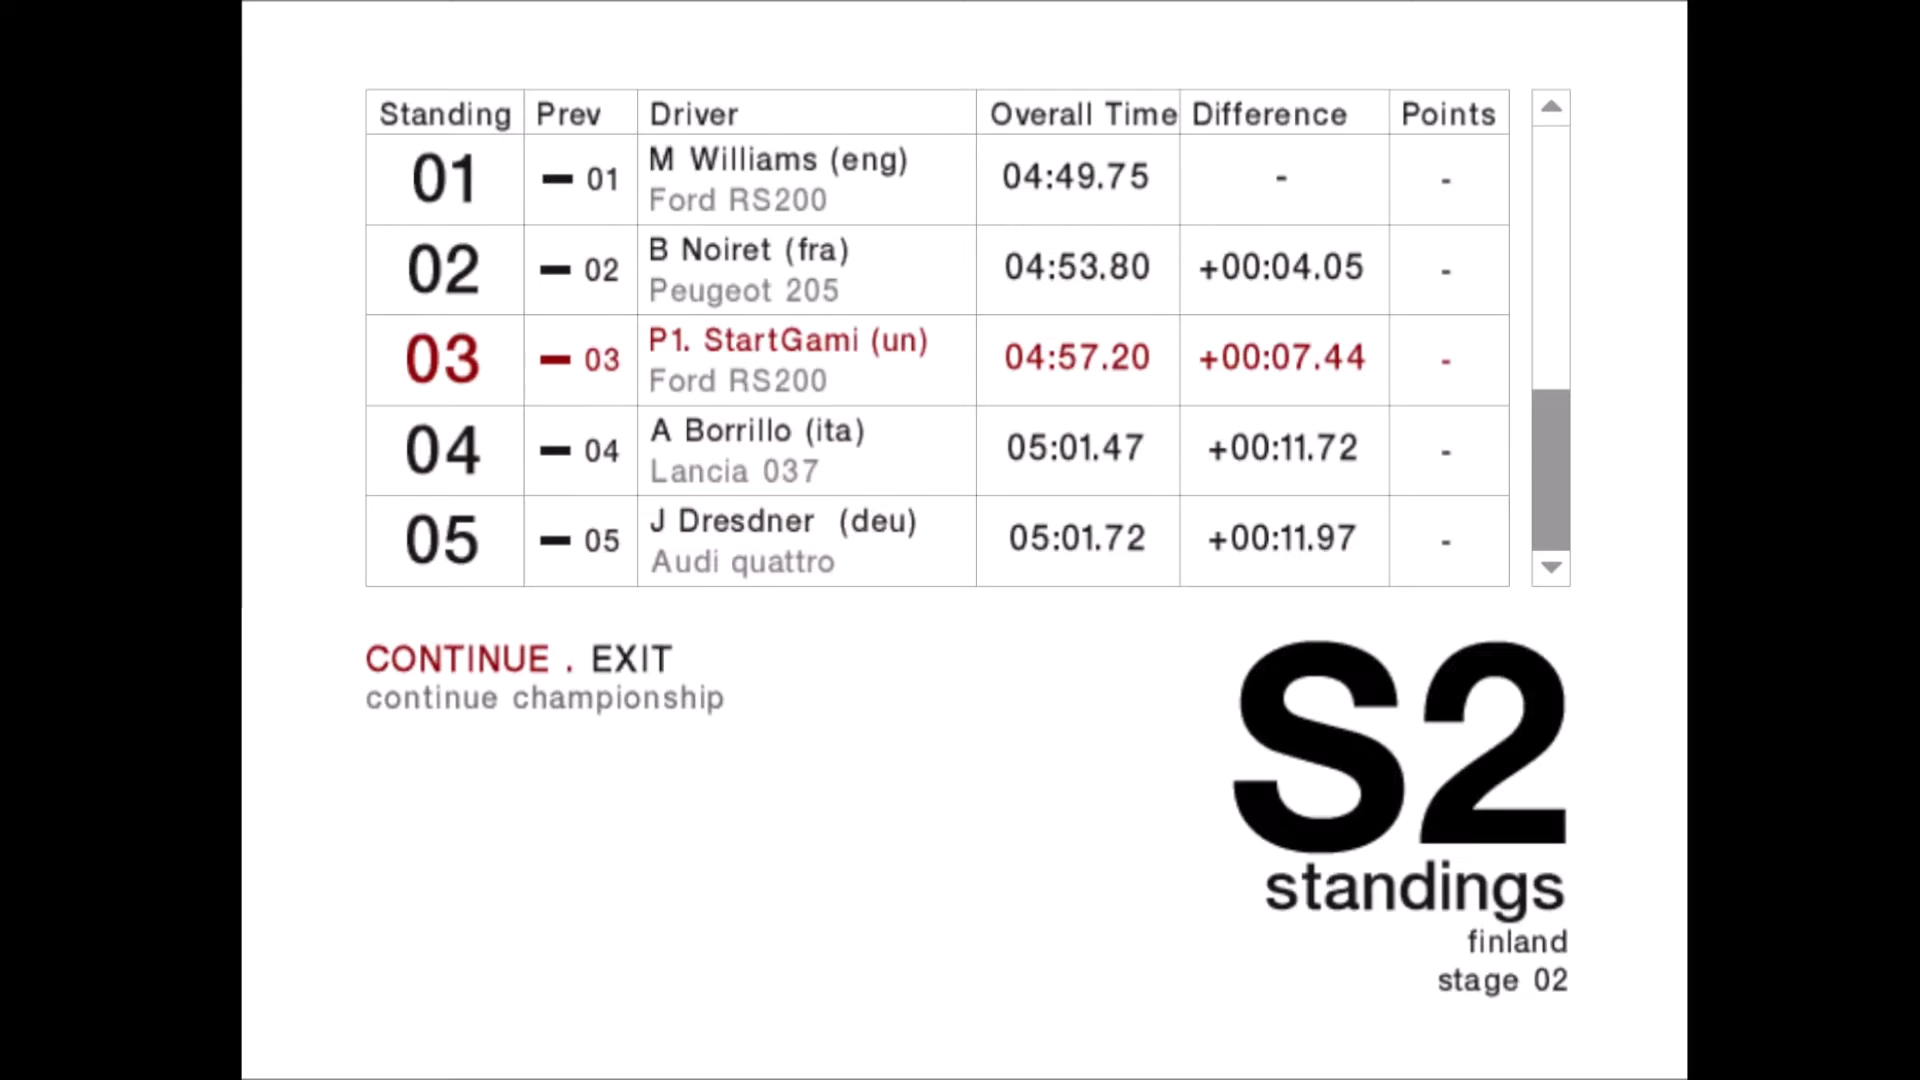 Standing Prev Driver Overall Time Difference Points
01 01 M Williams (eng) 04:49.75 - -
Ford RS200
02 02 B Noiret (fra) 04:53.80 +00:04.05 -
Peugeot 205
03 03 P1. StartGami (un) 04:57.20 +00:07.44 -
Ford RS200
04 04 A Borrillo (ita) 05:01.47 +00:11.72 -
Lancia 037
05 05 J Dresdner (deu) 05:01.72 +00:11.97 -
Audi quattro
CONTINUE . EXIT
continue championship
S2
standings
finland
stage 02